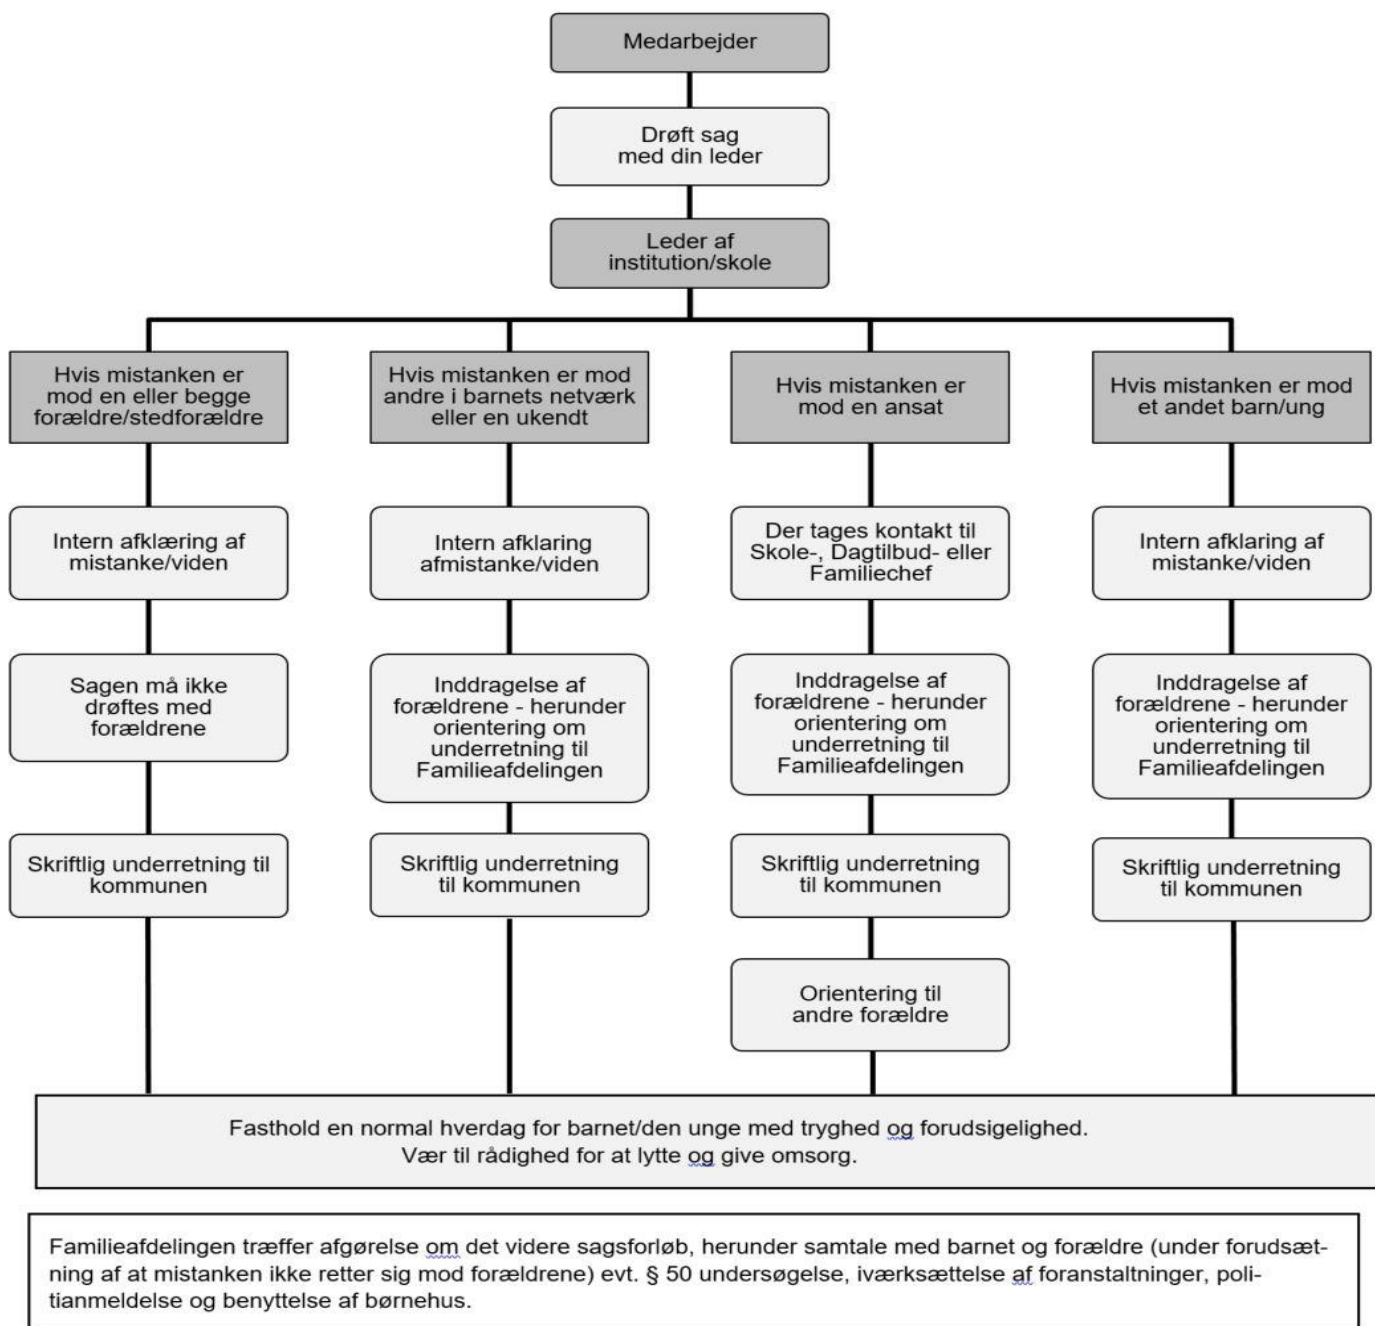 Medarbejder
Drøft sag
med din leder
Leder af
institution/skole
Hvis mistanken er
mod en eller begge
forældre/stedforældre
Intern afklæring af
mistanke/viden
Sagen må ikke
drøftes med
forældrene
Skriftlig underretning til
kommunen
Hvis mistanken er mod
andre i barnets netværk
eller en ukendt
Intern afklaring
afmistanke/viden
Inddragelse af
forældrene - herunder
orientering om
underretning til
Familieafdelingen
Skriftlig underretning
til kommunen
Hvis mistanken er
mod en ansat
Der tages kontakt til
Skole-, Dagtilbud- eller
Familiechef
Inddragelse af
forældrene - herunder
orientering om
underretning til
Familieafdelingen
Skriftlig underretning
til kommunen
Orientering til
andre forældre
Hvis mistanken er mod
et andet barn/ung
Intern afklaring af
mistanke/viden
Inddragelse af
forældrene - herunder
orientering om
underretning til
Familieafdelingen
Skriftlig underretning
til kommunen
Fasthold en normal hverdag for barnet/den unge med tryghed og forudsigelighed.
Vær til rådighed for at lytte og give omsorg.
Familieafdelingen træffer afgørelse om det videre sagsforløb, herunder samtale med barnet og forældre (under forudsæt-
ning af at mistanken ikke retter sig mod forældrene) evt. § 50 undersøgelse, iværksættelse af foranstaltninger, poli-
tianmeldelse og benyttelse af børnehus.